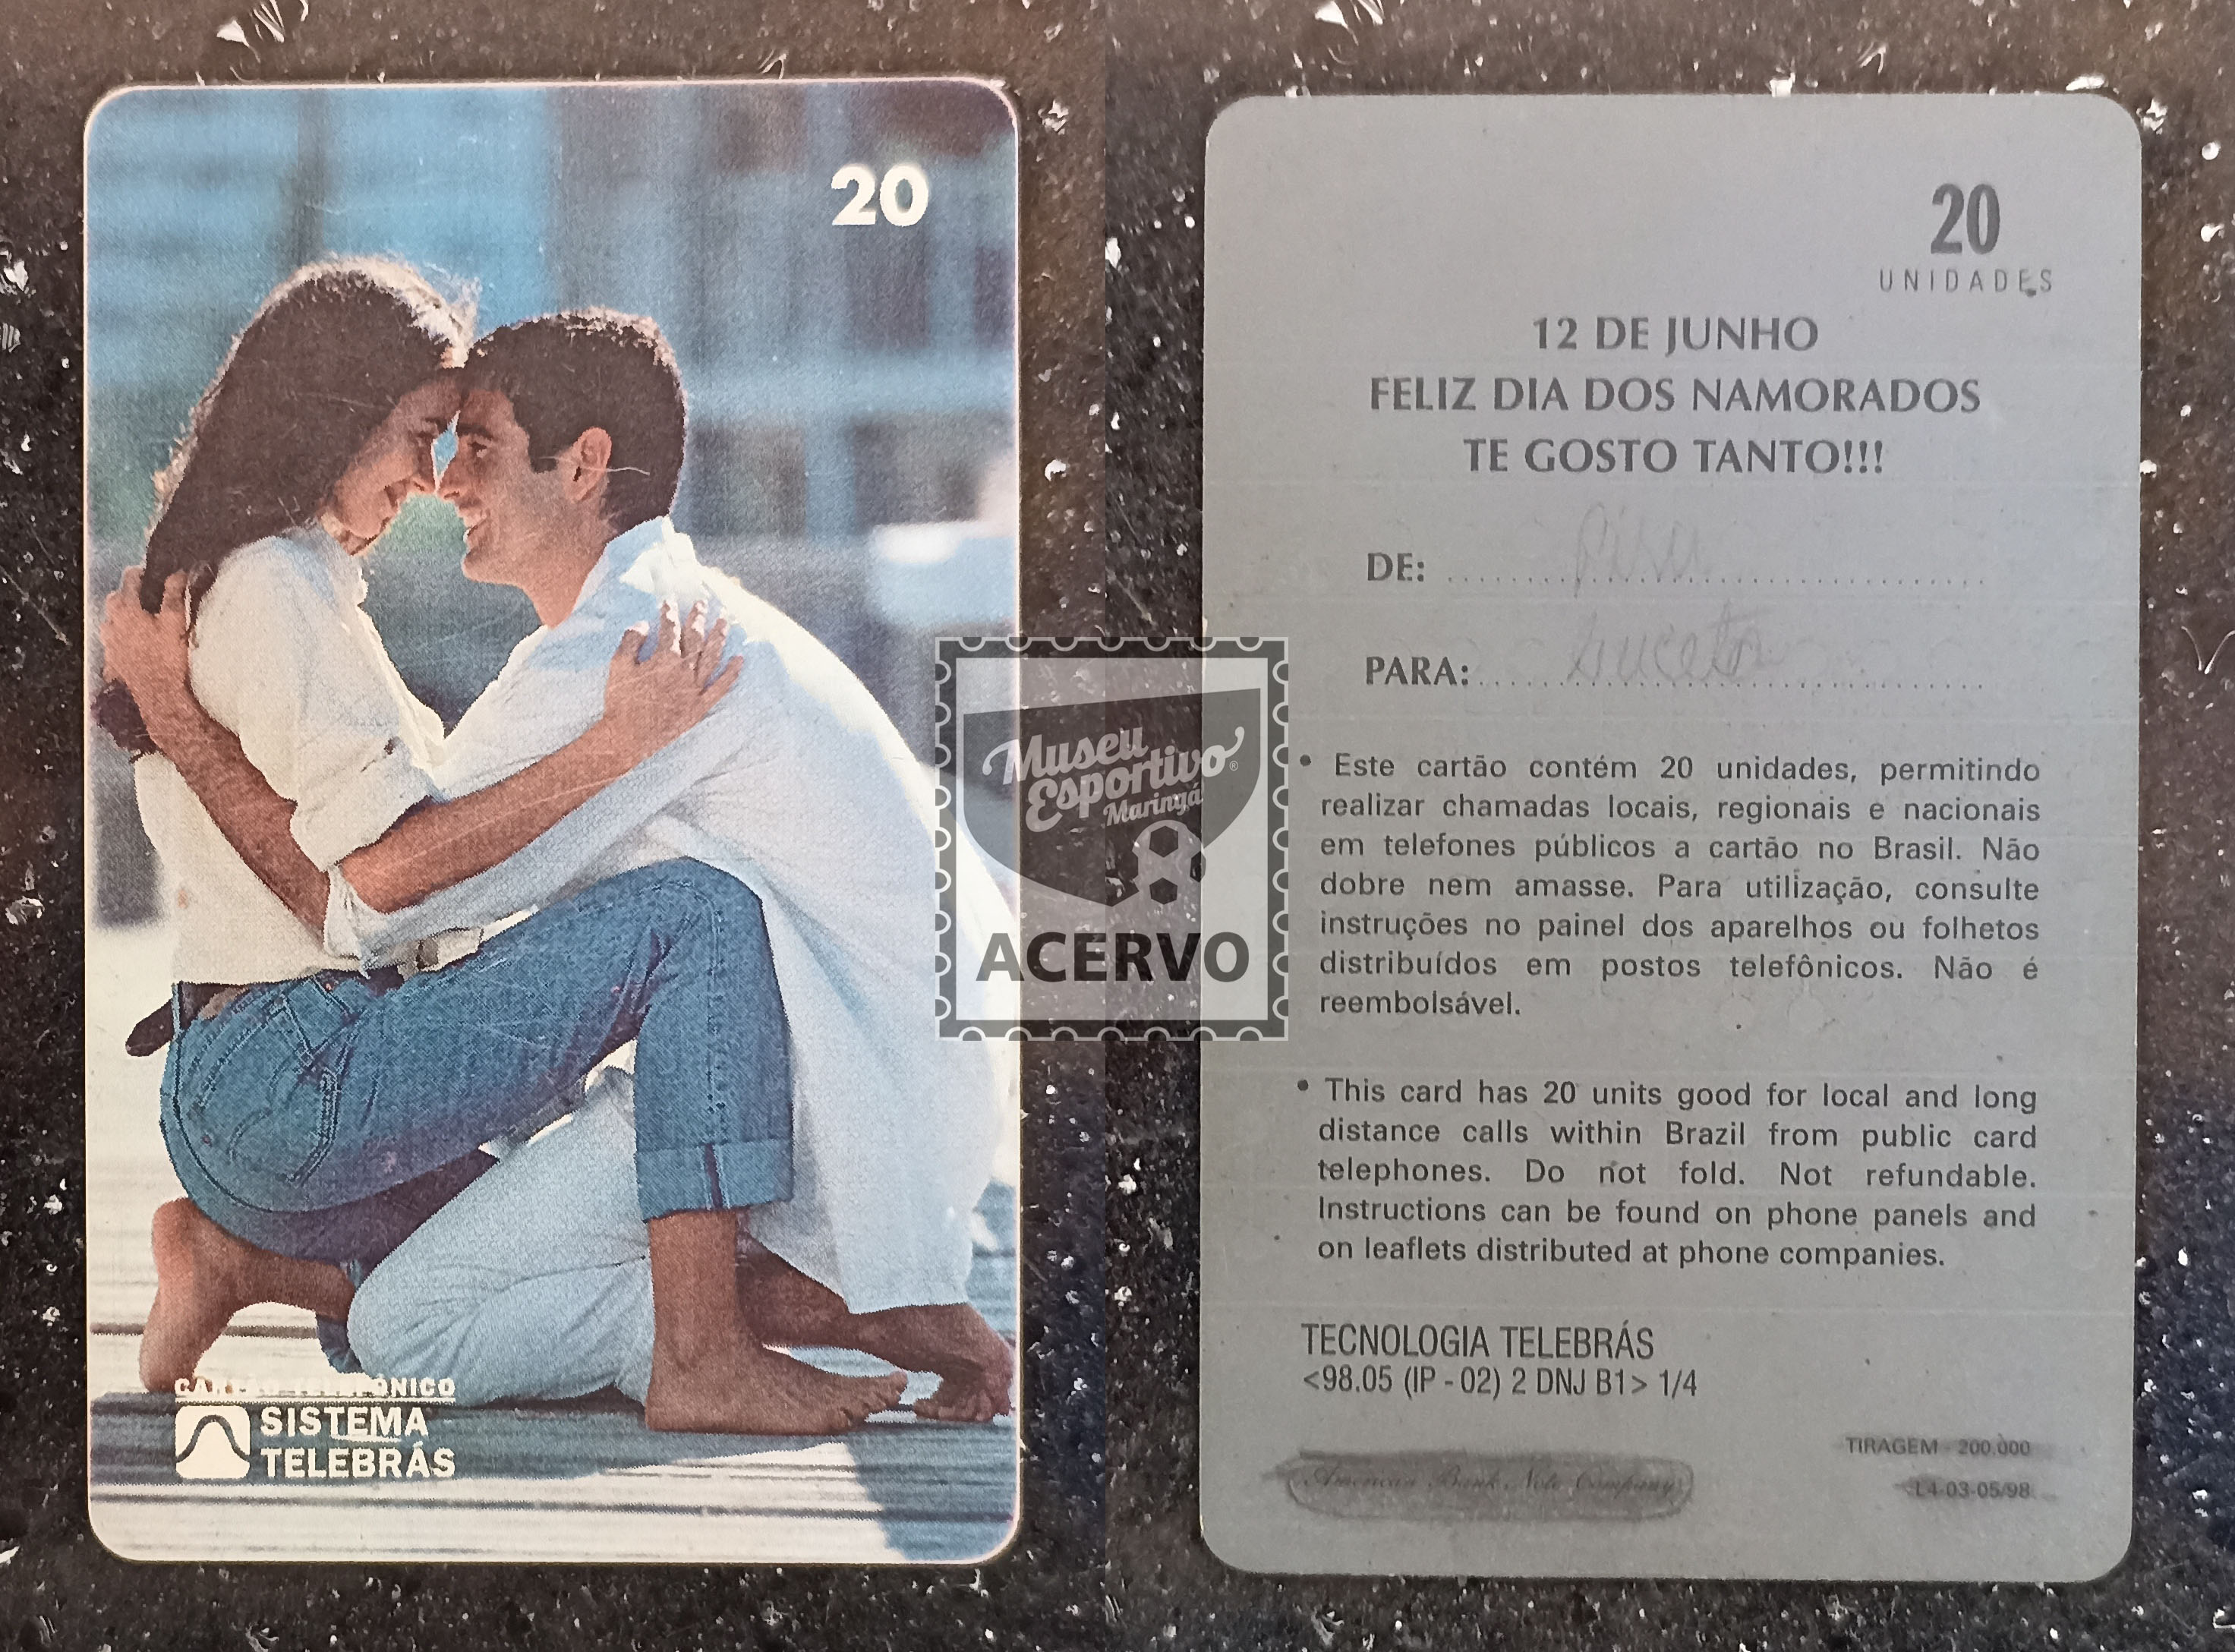 20
CARTÃO TELEFÔNICO
SISTEMA
TELEBRÁS
20
UNIDADES
12 DE JUNHO
FELIZ DIA DOS NAMORADOS
TE GOSTO TANTO!!!
DE:
PARA:
• Este cartão contém 20 unidades, permitindo
realizar chamadas locais, regionais e nacionais
em telefones públicos a cartão no Brasil. Não
dobre nem amasse. Para utilização, consulte
instruções no painel dos aparelhos ou folhetos
distribuídos em postos telefônicos. Não é
reembolsável.
• This card has 20 units good for local and long
distance calls within Brazil from public card
telephones. Do not fold. Not refundable.
Instructions can be found on phone panels and
on leaflets distributed at phone companies.
TECNOLOGIA TELEBRÁS
<98.05 (IP - 02) 2 DNJ B1> 1/4
TIRAGEM - 200.000
L4-03-05/98
American Bank Note Company
Museu
Esportivo®
Maringá
ACERVO